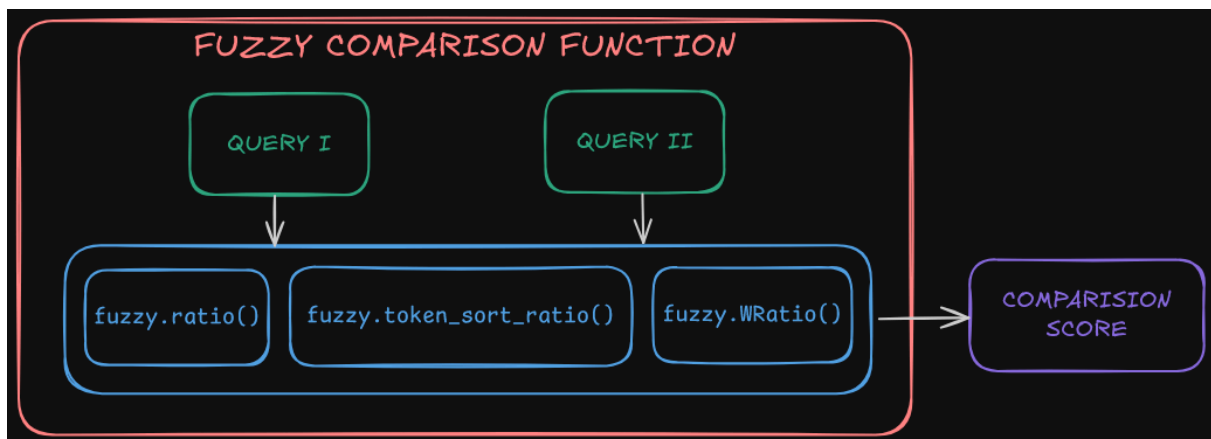 FUZZY COMPARISON FUNCTION
QUERY I
QUERY II
fuzzy.ratio()
fuzzy.token_sort_ratio()
fuzzy.WRatio()
COMPARISION
SCORE